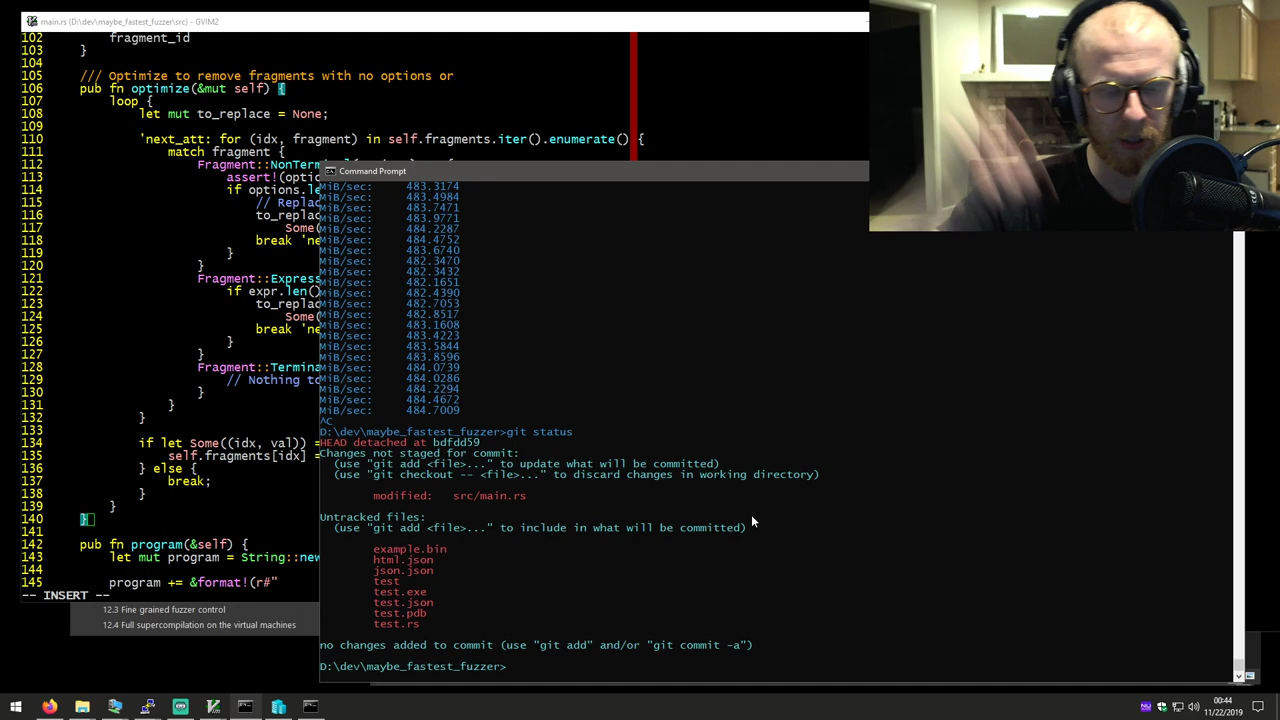 main.rs (D:\dev\maybe_fastest_fuzzer\src) - GVIM2
102 fragment_id
103 }
104
105 /// Optimize to remove fragments with no options or
106 pub fn optimize(&mut self) {
107 loop {
108 let mut to_replace = None;
109
110 'next_att: for (idx, fragment) in self.fragments.iter().enumerate() {
111 match fragment {
112 Fragment::NonTerm
113 assert!(optio
114 if options.le
115 // Replac
116 to_replac
117 Some(
118 break 'ne
119 }
120 }
121 Fragment::Express
122 if expr.len()
123 to_replac
124 Some(
125 break 'ne
126 }
127 }
128 Fragment::Termina
129 // Nothing to
130 }
131 }
132 }
133
134 if let Some((idx, val)) =
135 self.fragments[idx] =
136 } else {
137 break;
138 }
139 }
140 }
141
142 pub fn program(&self) {
143 let mut program = String::new
144
145 program += &format!(r#"
-- INSERT --
12.3 Fine grained fuzzer control
12.4 Full supercompilation on the virtual machines
Command Prompt
MiB/sec: 483.3174
MiB/sec: 483.4984
MiB/sec: 483.7471
MiB/sec: 483.9771
MiB/sec: 484.2287
MiB/sec: 484.4752
MiB/sec: 483.6740
MiB/sec: 482.3470
MiB/sec: 482.3432
MiB/sec: 482.1651
MiB/sec: 482.4390
MiB/sec: 482.7053
MiB/sec: 482.8517
MiB/sec: 483.1608
MiB/sec: 483.4223
MiB/sec: 483.5844
MiB/sec: 483.8596
MiB/sec: 484.0739
MiB/sec: 484.0286
MiB/sec: 484.2294
MiB/sec: 484.4672
MiB/sec: 484.7009
^C
D:\dev\maybe_fastest_fuzzer>git status
HEAD detached at bdfdd59
Changes not staged for commit:
(use "git add <file>..." to update what will be committed)
(use "git checkout -- <file>..." to discard changes in working directory)
modified: src/main.rs
Untracked files:
(use "git add <file>..." to include in what will be committed)
example.bin
html.json
json.json
test
test.exe
test.json
test.pdb
test.rs
no changes added to commit (use "git add" and/or "git commit -a")
D:\dev\maybe_fastest_fuzzer>
00:44
11/22/2019